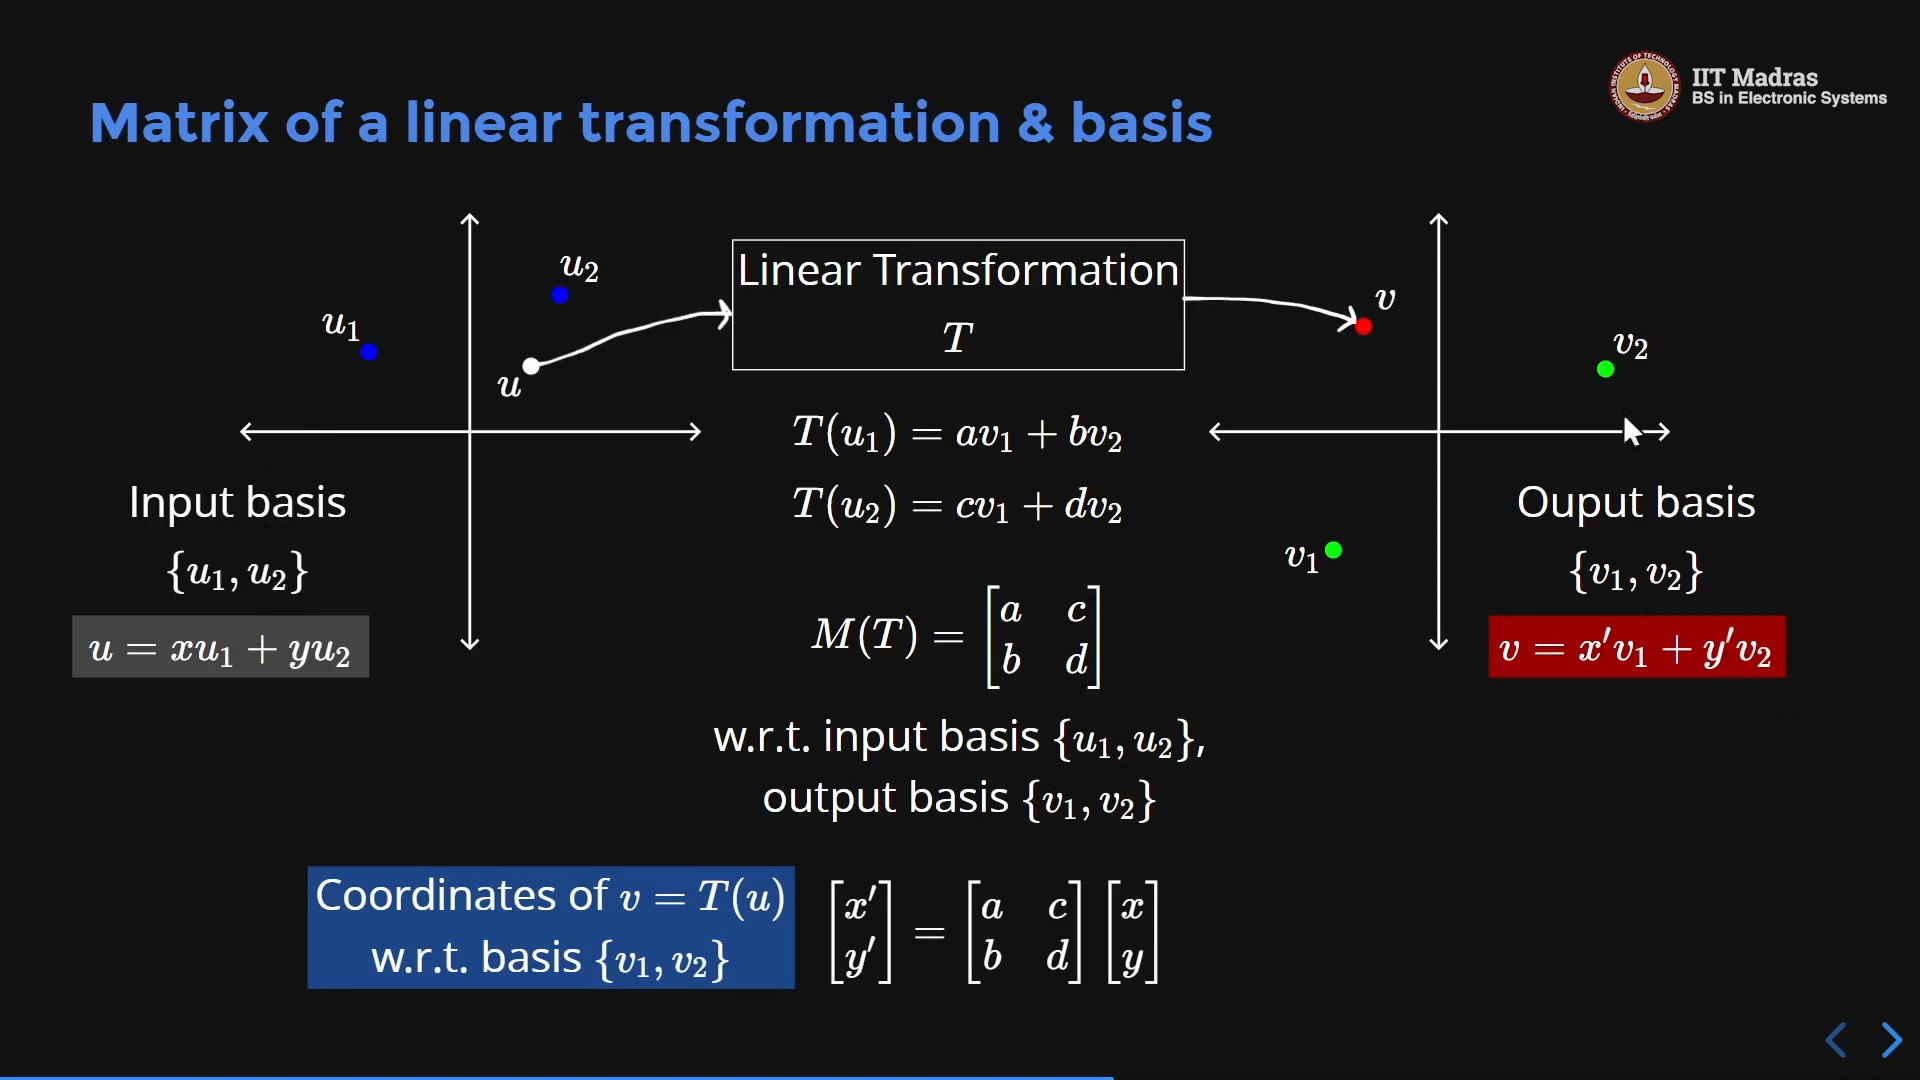 IIT Madras
BS in Electronic Systems
Matrix of a linear transformation & basis
u₁
u₂
u
Linear Transformation
T
v
v₂
v₁
T(u₁) = av₁ + bv₂
T(u₂) = cv₁ + dv₂
Input basis
{u₁, u₂}
u = xu₁ + yu₂
Ouput basis
{v₁, v₂}
v = x′v₁ + y′v₂
M(T) = [a c
b d]
w.r.t. input basis {u₁, u₂},
output basis {v₁, v₂}
Coordinates of v = T(u)
w.r.t. basis {v₁, v₂}
[x′ = [a c [x
y′] b d] y]